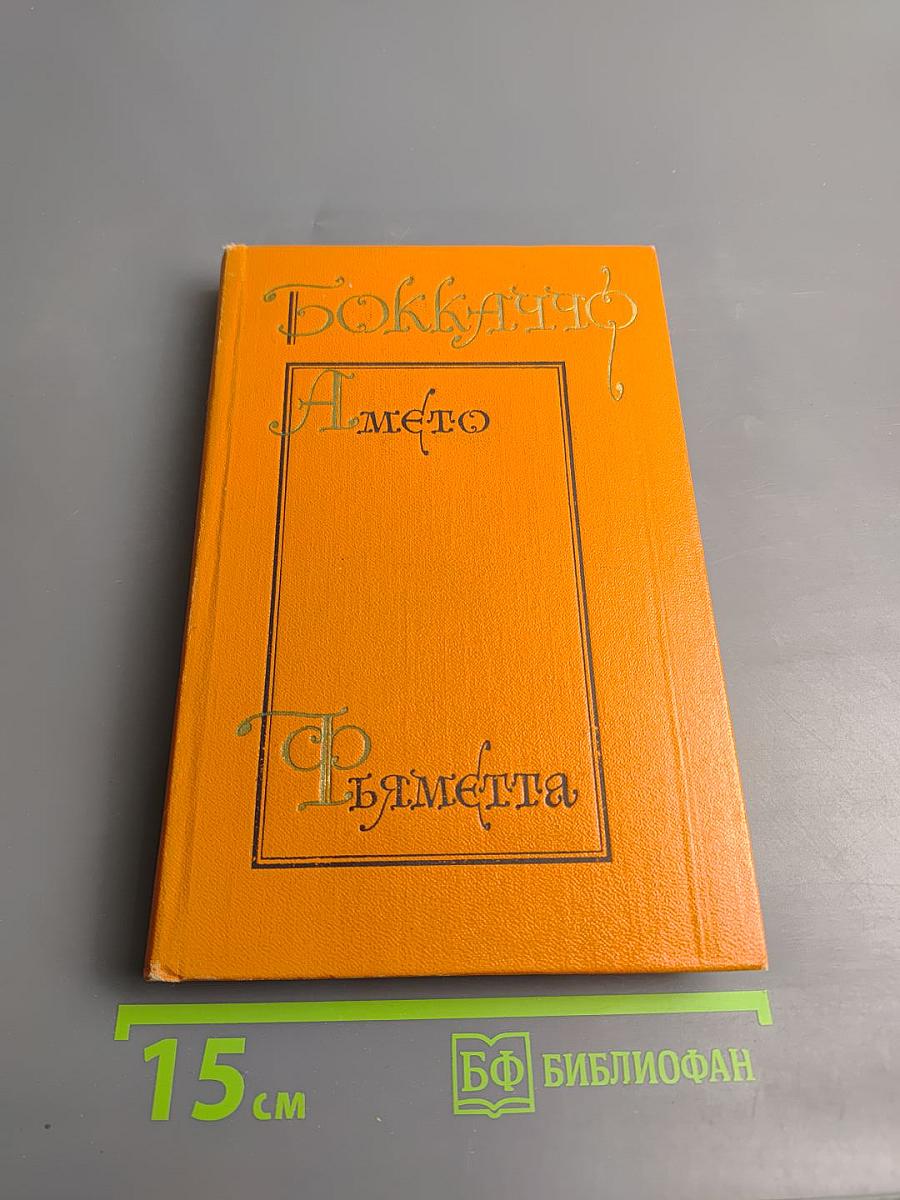 Боккаччо
Амето
Фьяметта
15 см
БФ БИБЛИОФАН